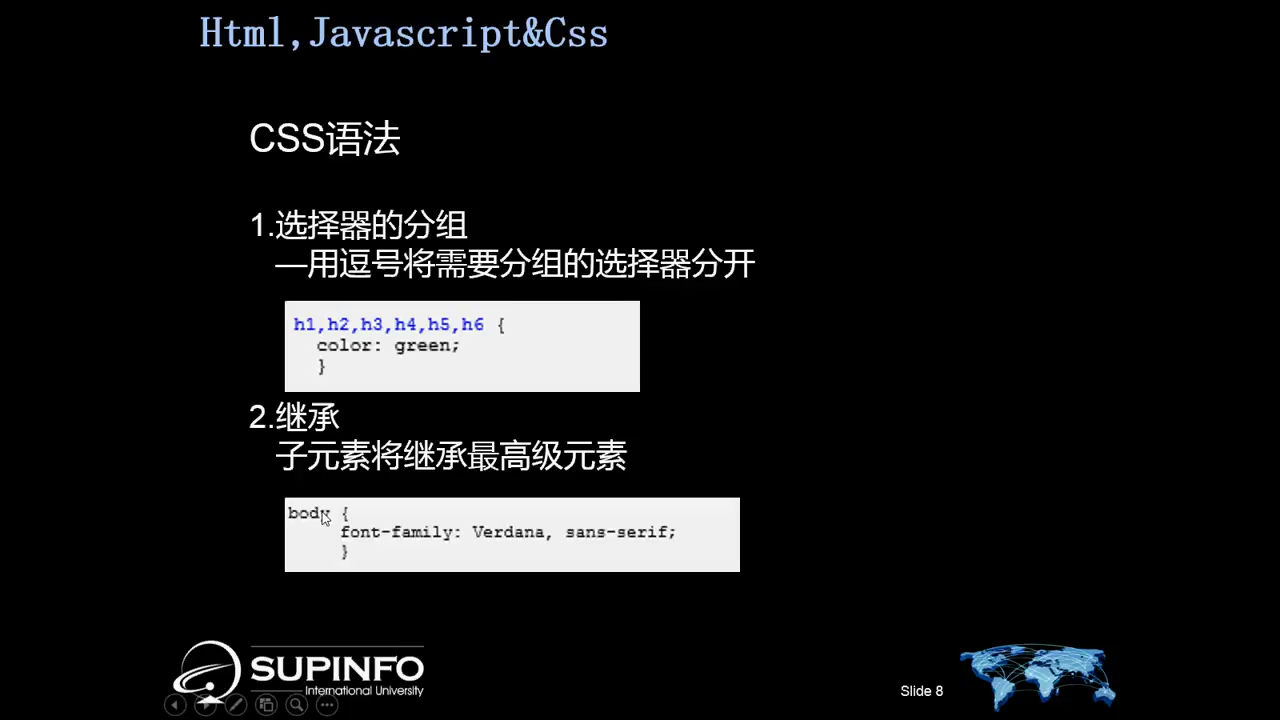 Html,Javascript&Css
CSS语法
1.选择器的分组
—用逗号将需要分组的选择器分开
h1,h2,h3,h4,h5,h6 {
color: green;
}
2.继承
子元素将继承最高级元素
body {
font-family: Verdana, sans-serif;
}
SUPINFO
International University
Slide 8